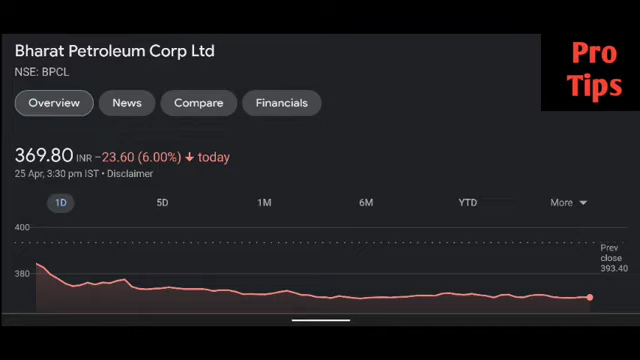 Bharat Petroleum Corp Ltd
NSE: BPCL
Pro
Tips
Overview
News
Compare
Financials
369.80 INR −23.60 (6.00%) ↓ today
25 Apr, 3:30 pm IST • Disclaimer
1D
5D
1M
6M
YTD
More
400
380
Prev
close
393.40